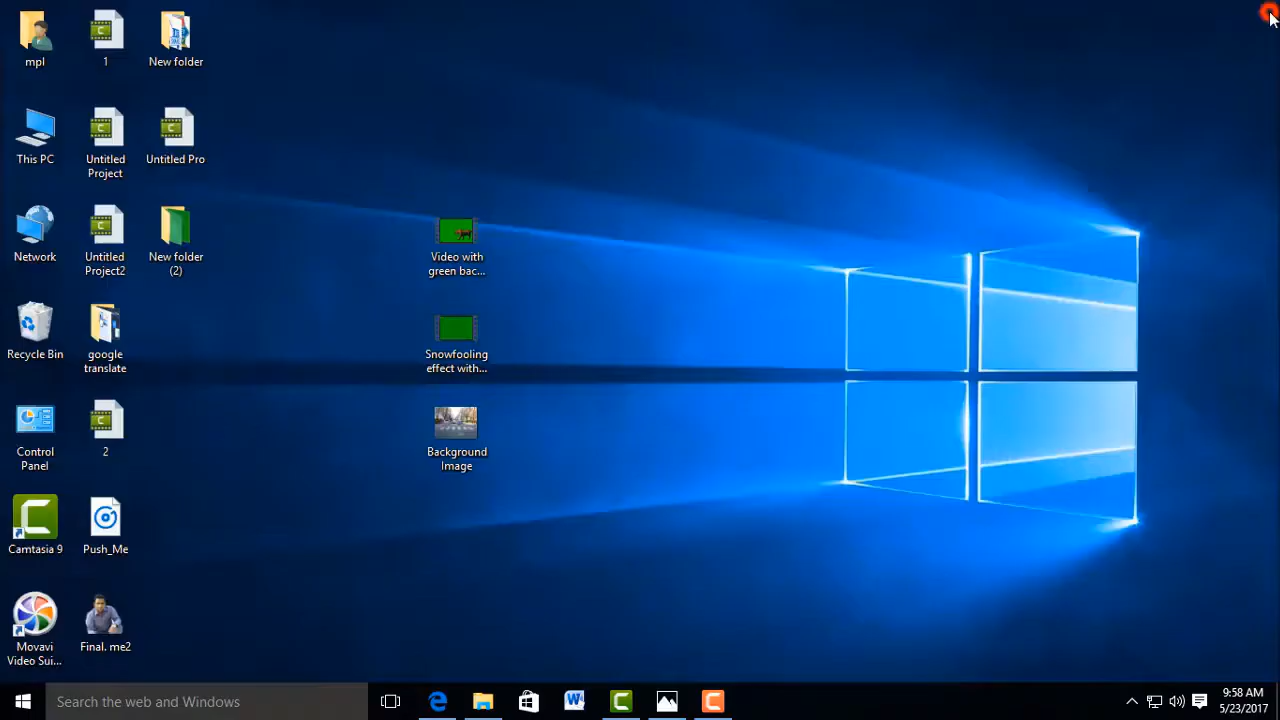 mpl
1
New folder
This PC
Untitled
Project
Untitled Pro
Network
Untitled
Project2
New folder
(2)
Video with
green bac...
Recycle Bin
google
translate
Snowfooling
effect with...
Control
Panel
2
Background
Image
Camtasia 9
Push_Me
Movavi
Video Sui...
Final. me2
Search the web and Windows
9:58 AM
5/23/2017